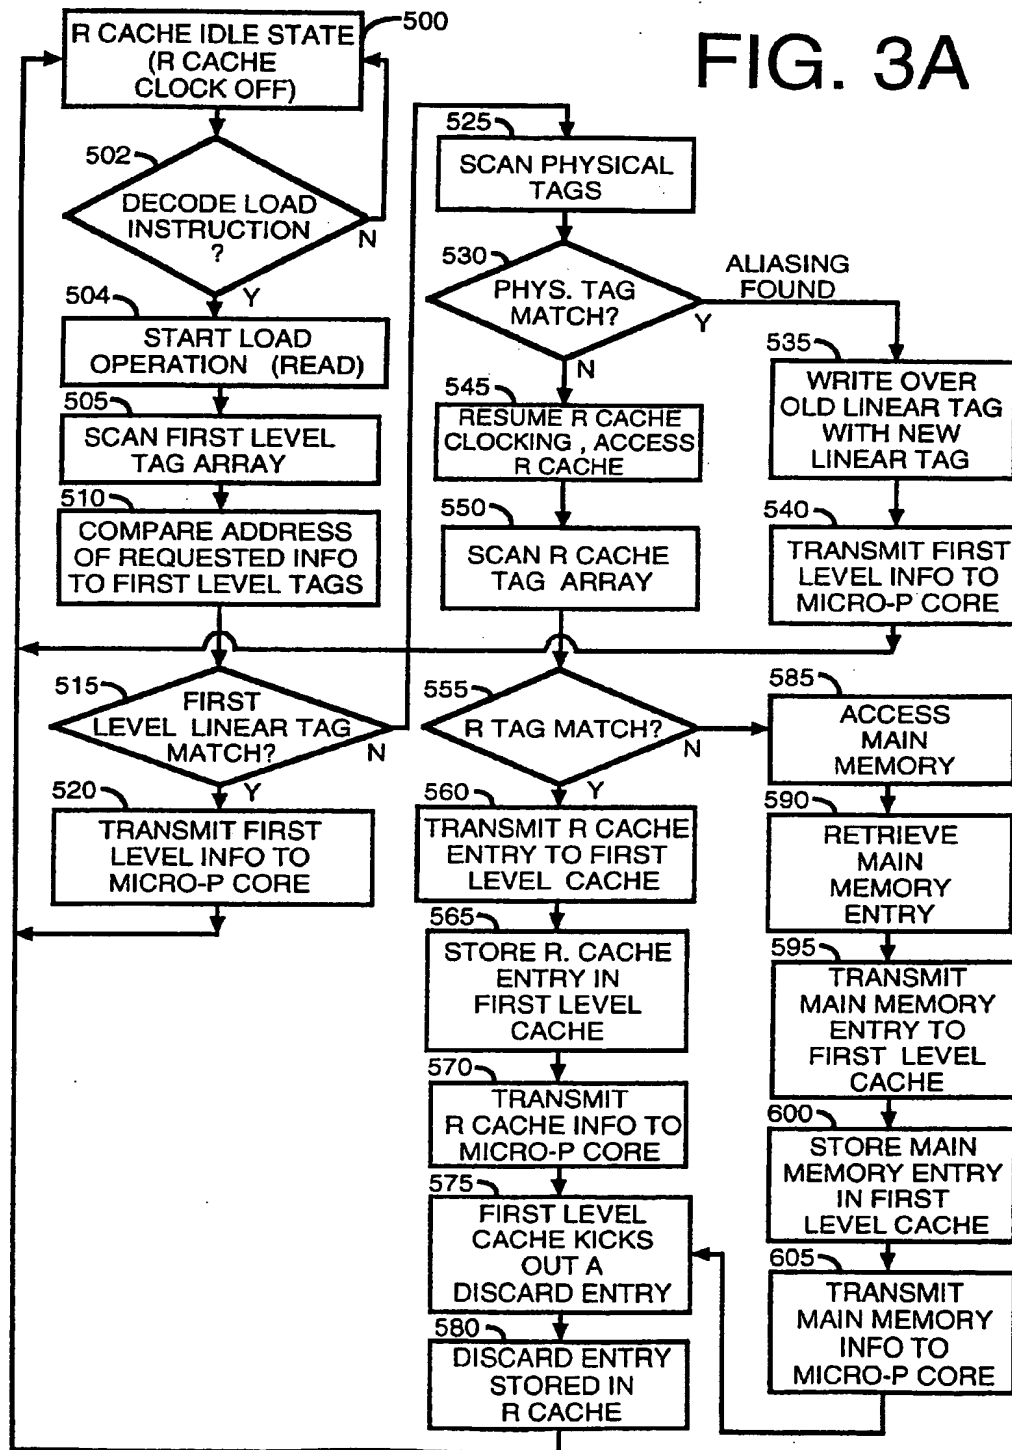 FIG. 3A
500
R CACHE IDLE STATE
(R CACHE
CLOCK OFF)
502
DECODE LOAD
INSTRUCTION
?
N
Y
504
START LOAD
OPERATION (READ)
505
SCAN FIRST LEVEL
TAG ARRAY
510
COMPARE ADDRESS
OF REQUESTED INFO
TO FIRST LEVEL TAGS
515
FIRST
LEVEL LINEAR TAG
MATCH?
N
Y
520
TRANSMIT FIRST
LEVEL INFO TO
MICRO-P CORE
525
SCAN PHYSICAL
TAGS
530
PHYS. TAG
MATCH?
ALIASING
FOUND
Y
N
535
WRITE OVER
OLD LINEAR TAG
WITH NEW
LINEAR TAG
540
TRANSMIT FIRST
LEVEL INFO TO
MICRO-P CORE
545
RESUME R CACHE
CLOCKING , ACCESS
R CACHE
550
SCAN R CACHE
TAG ARRAY
555
R TAG MATCH?
N
Y
560
TRANSMIT R CACHE
ENTRY TO FIRST
LEVEL CACHE
565
STORE R. CACHE
ENTRY IN
FIRST LEVEL
CACHE
570
TRANSMIT
R CACHE INFO TO
MICRO-P CORE
575
FIRST LEVEL
CACHE KICKS
OUT A
DISCARD ENTRY
580
DISCARD ENTRY
STORED IN
R CACHE
585
ACCESS
MAIN
MEMORY
590
RETRIEVE
MAIN
MEMORY
ENTRY
595
TRANSMIT
MAIN MEMORY
ENTRY TO
FIRST LEVEL
CACHE
600
STORE MAIN
MEMORY ENTRY
IN FIRST
LEVEL CACHE
605
TRANSMIT
MAIN MEMORY
INFO TO
MICRO-P CORE